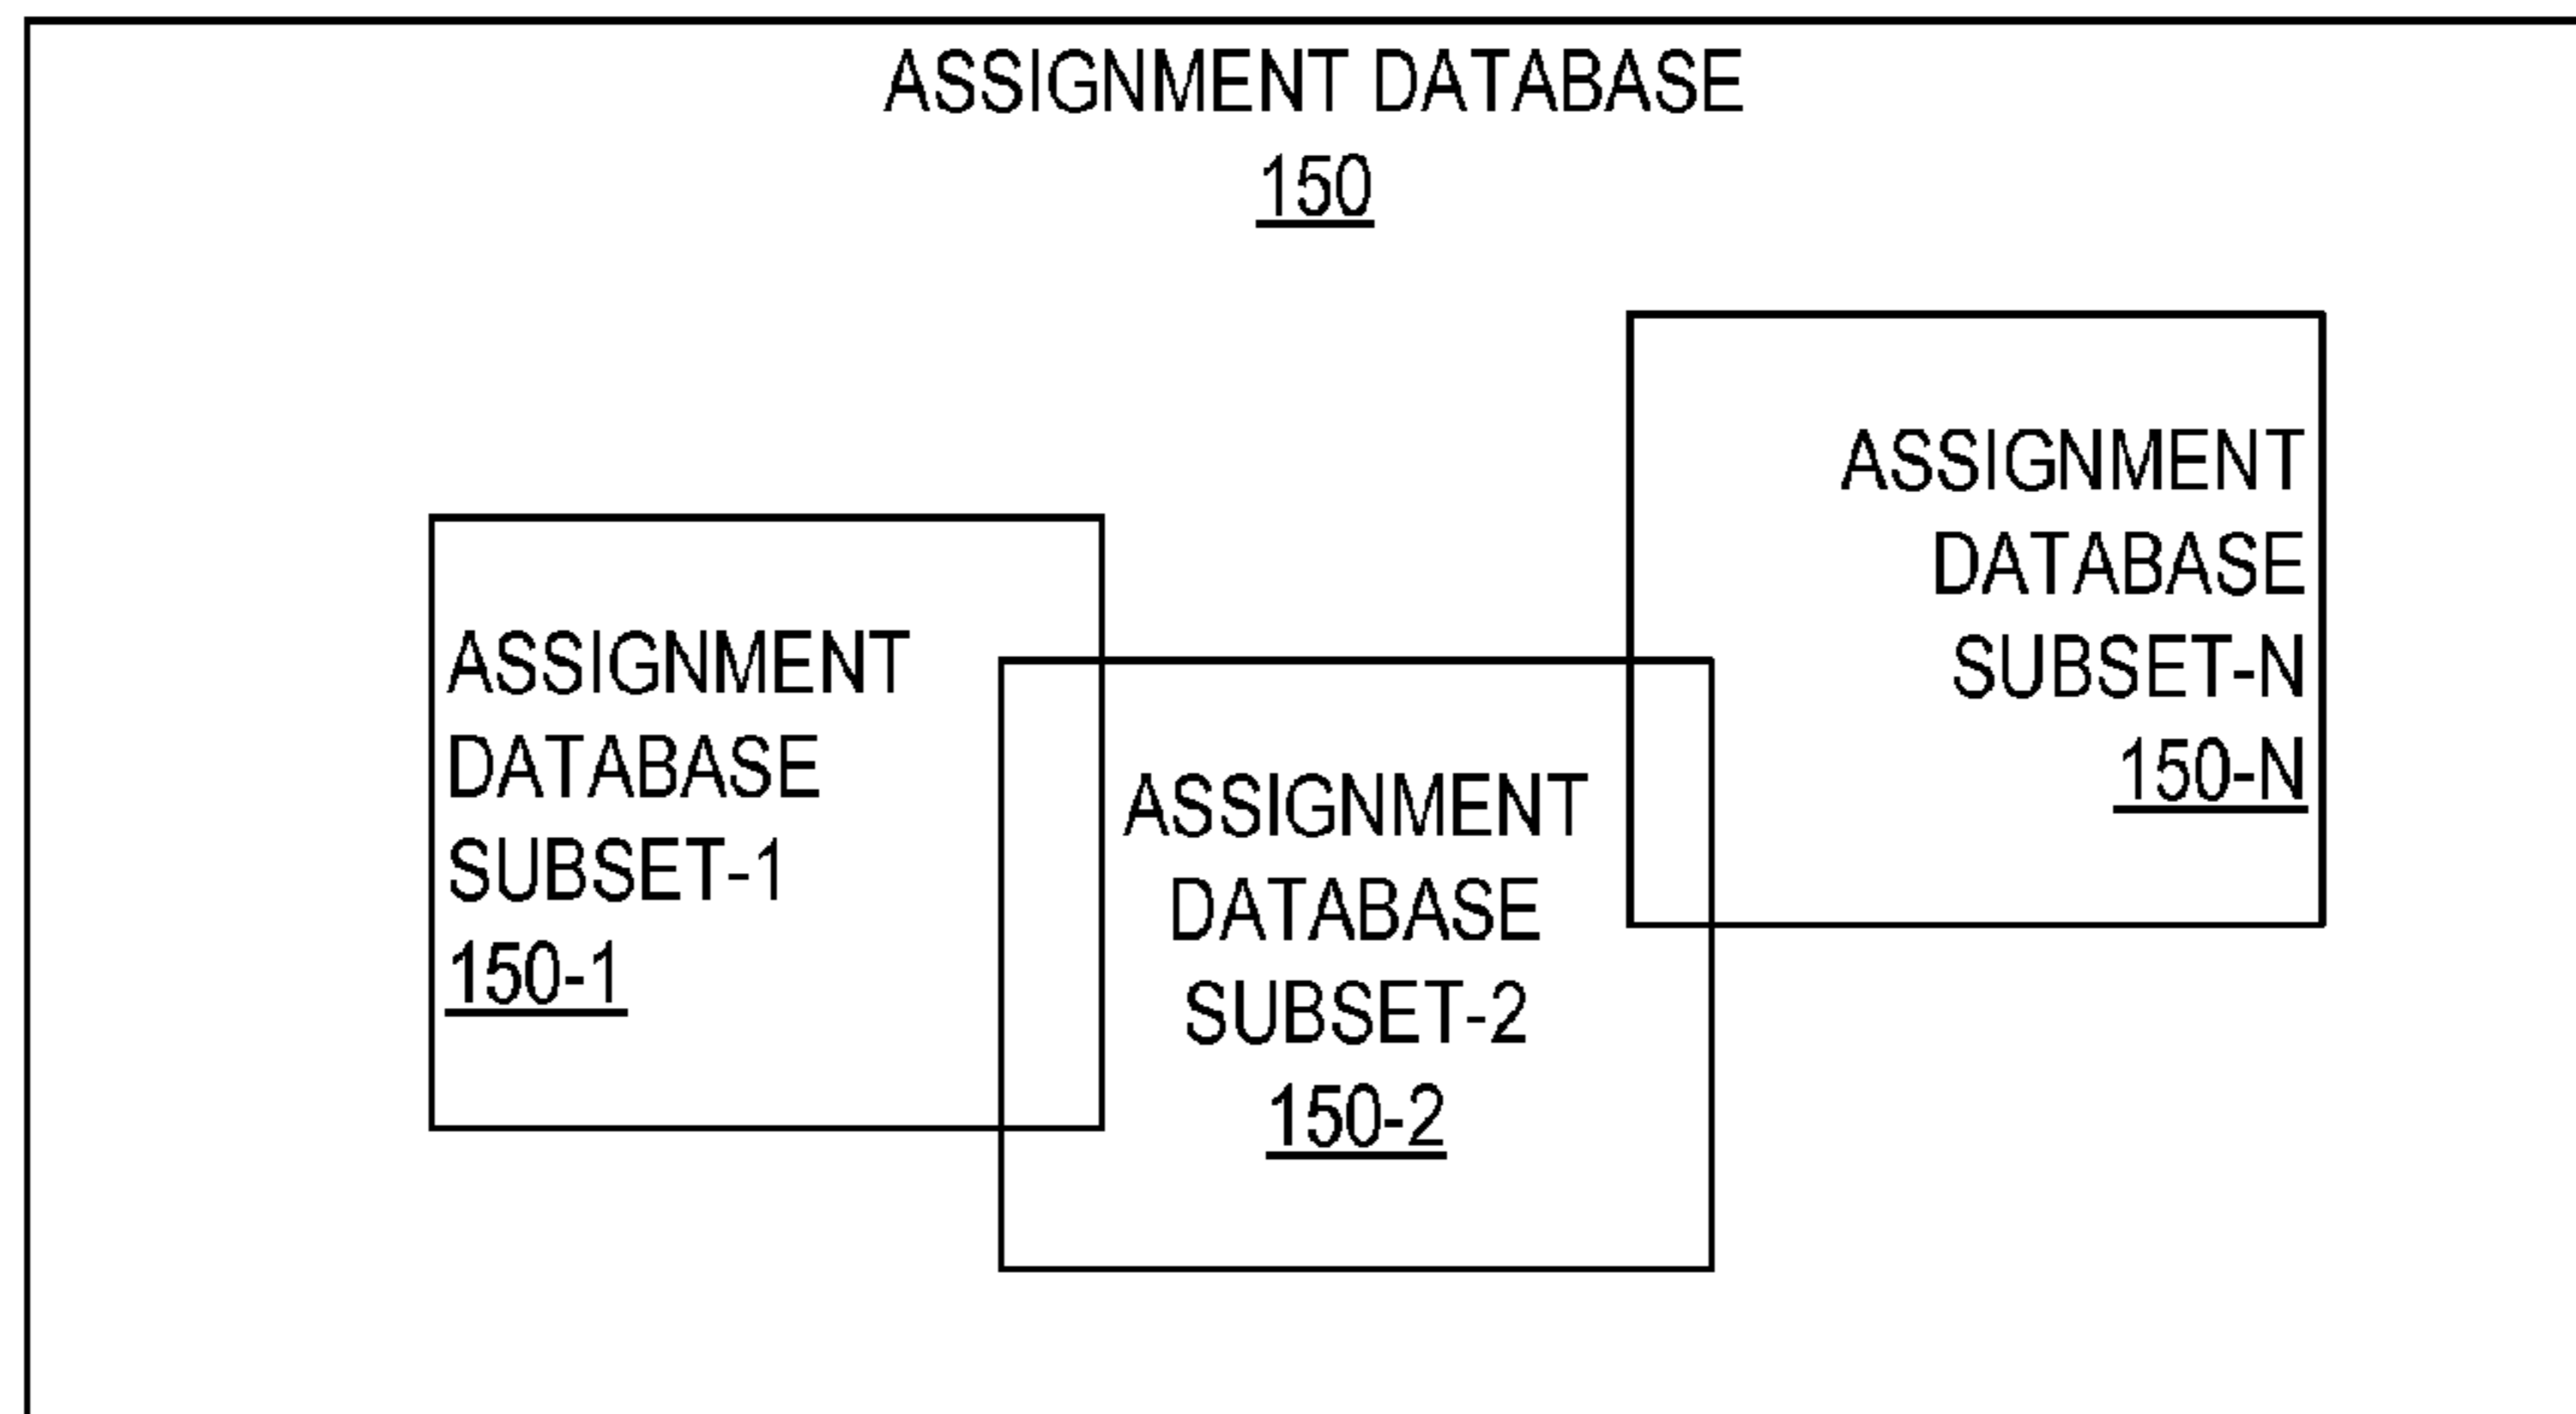 ASSIGNMENT DATABASE
150
ASSIGNMENT
DATABASE
SUBSET-1
150-1
ASSIGNMENT
DATABASE
SUBSET-2
150-2
ASSIGNMENT
DATABASE
SUBSET-N
150-N